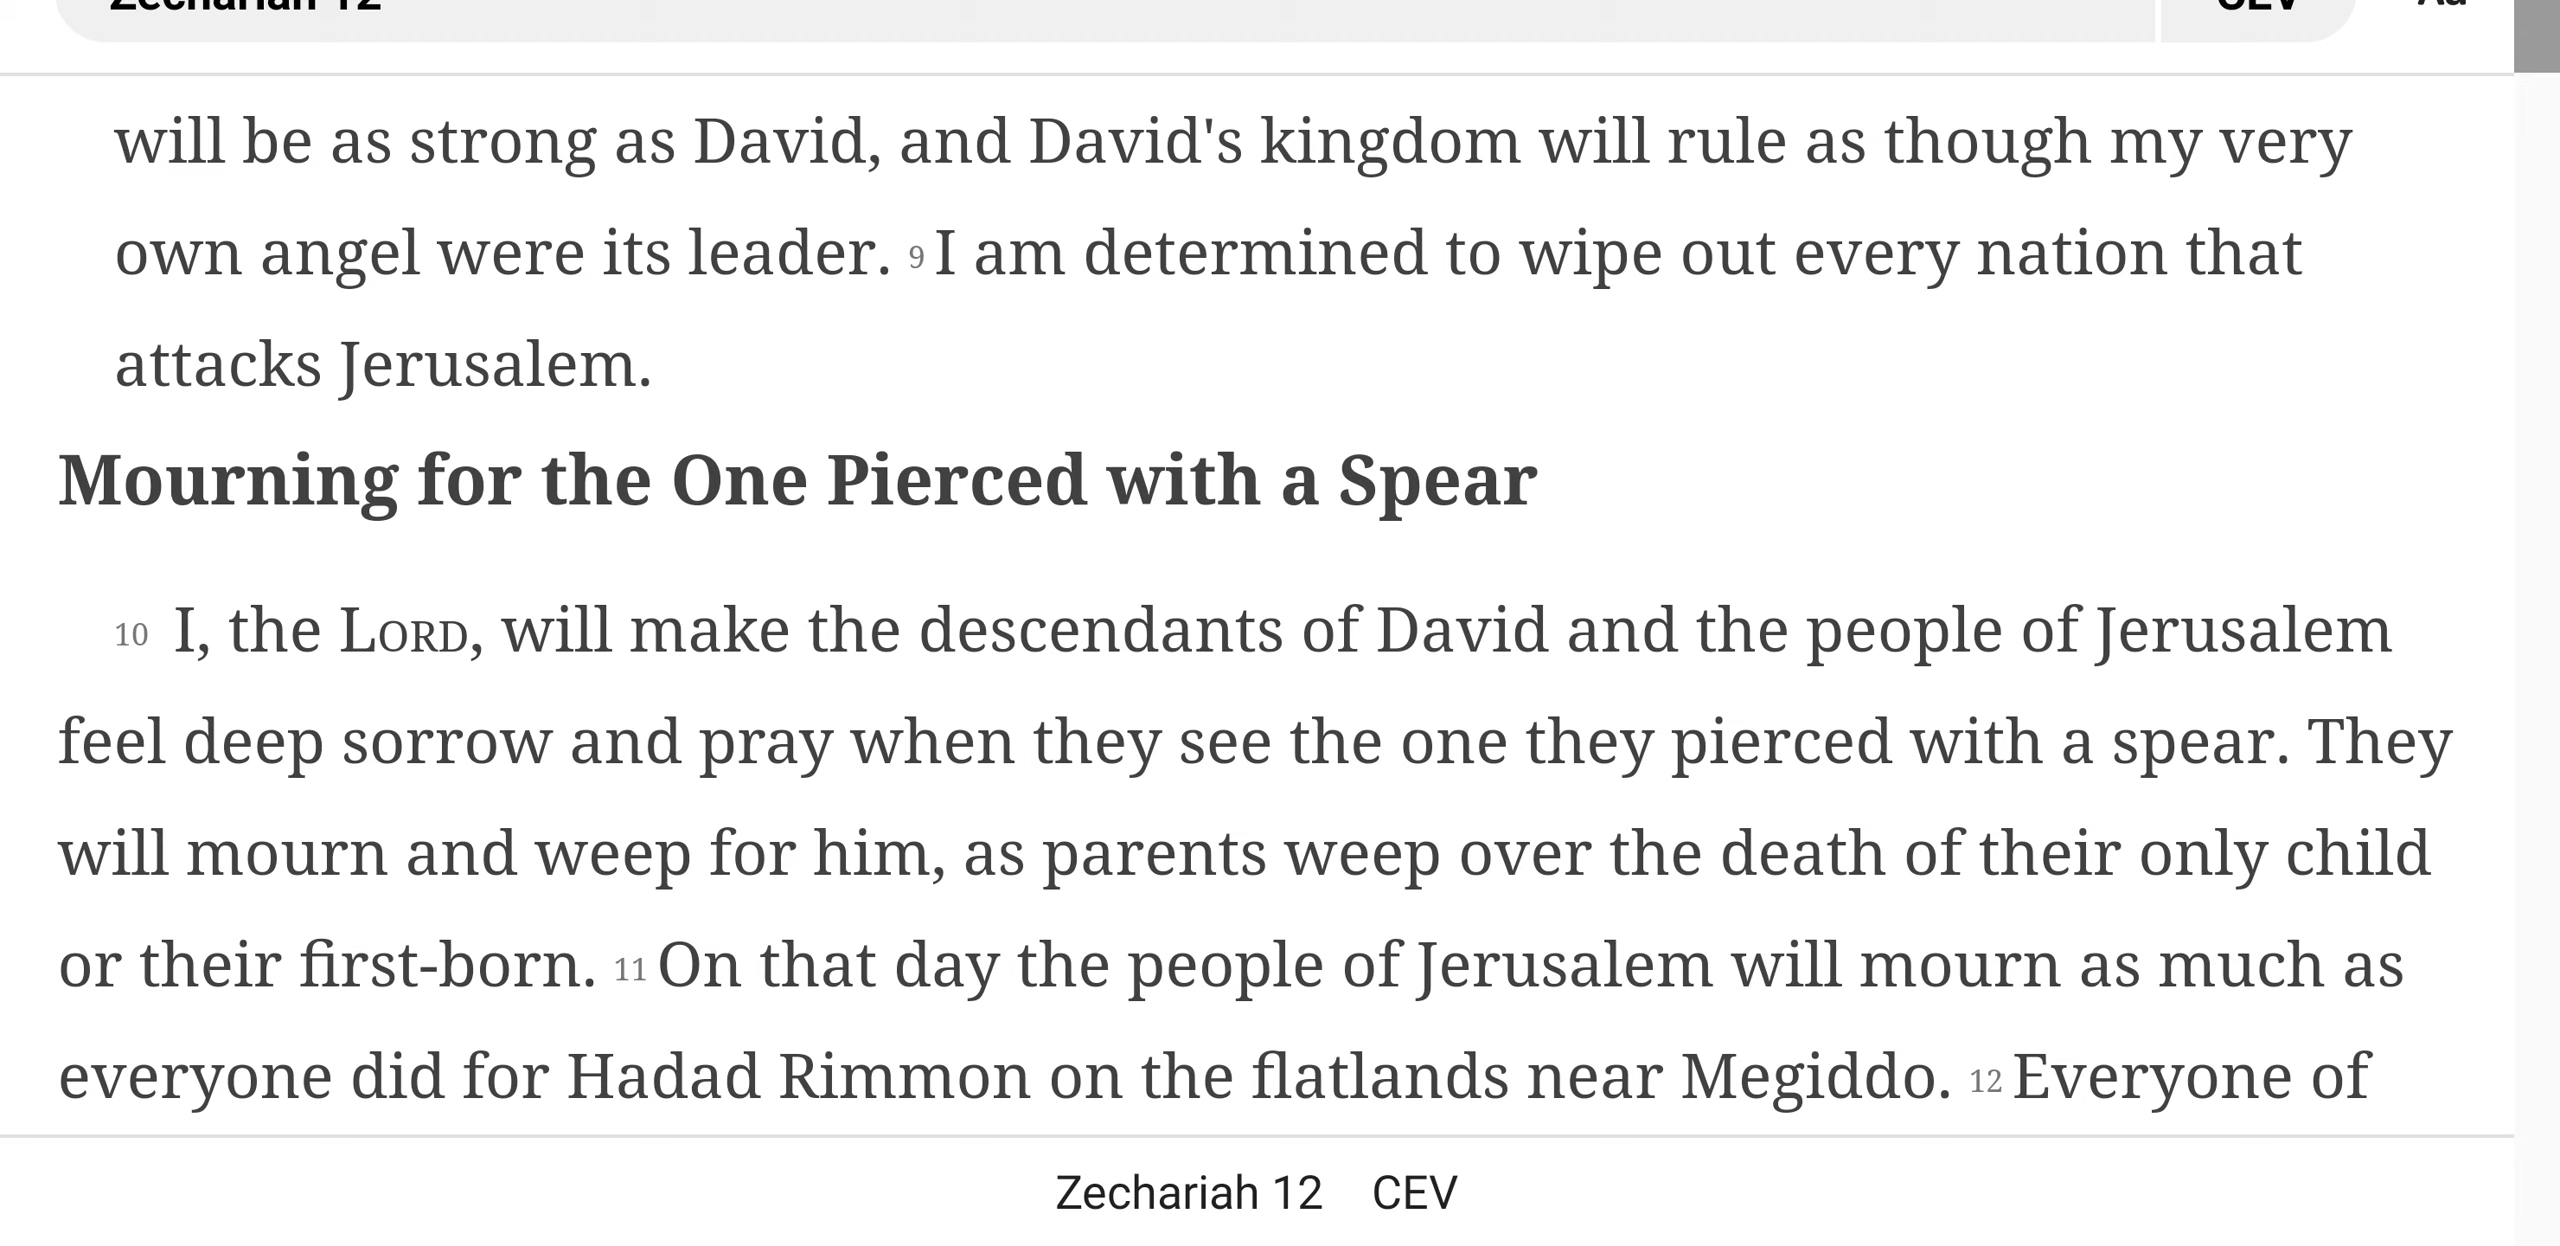 Zechariah 12 CEV Aa
will be as strong as David, and David's kingdom will rule as though my very
own angel were its leader. 9 I am determined to wipe out every nation that
attacks Jerusalem.
Mourning for the One Pierced with a Spear
10 I, the LORD, will make the descendants of David and the people of Jerusalem
feel deep sorrow and pray when they see the one they pierced with a spear. They
will mourn and weep for him, as parents weep over the death of their only child
or their first-born. 11 On that day the people of Jerusalem will mourn as much as
everyone did for Hadad Rimmon on the flatlands near Megiddo. 12 Everyone of
Zechariah 12 CEV